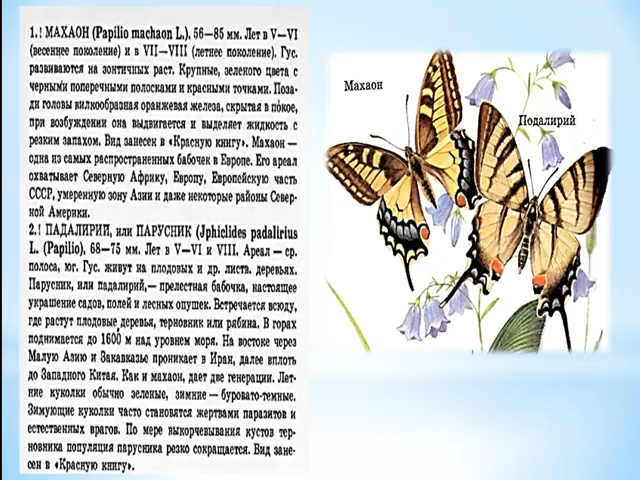 1.! МАХАОН (Papilio machaon L.), 56—85 мм. Лет в V—VI
(весеннее поколение) и в VII—VIII (летнее поколение). Гус.
развиваются на зонтичных раст. Крупные, зеленого цвета с
черными поперечными полосками и красными точками. Поза-
ди головы вилкообразная оранжевая железа, скрытая в покое,
при возбуждении она выдвигается и выделяет жидкость с
резким запахом. Вид занесен в «Красную книгу». Махаон —
одна из самых распространенных бабочек в Европе. Его ареал
охватывает Северную Африку, Европу, Европейскую часть
СССР, умеренную зону Азии и даже некоторые районы Север-
ной Америки.
2.! ПАДАЛИРИЙ, или ПАРУСНИК (Jphiclides padalirius
L. (Papilio), 68—75 мм. Лет в V—VI и VIII. Ареал — ср.
полоса, юг. Гус. живут на плодовых и др. листв. деревьях.
Парусник, или падалирий,— прелестная бабочка, настоящее
украшение садов, полей и лесных опушек. Встречается всюду,
где растут плодовые деревья, терновник или рябина. В горах
поднимается до 1600 м над уровнем моря. На востоке через
Малую Азию и Закавказье проникает в Иран, далее вплоть
до Западного Китая. Как и махаон, дает две генерации. Лет-
ние куколки обычно зеленые, зимние — буровато-темные.
Зимующие куколки часто становятся жертвами паразитов и
естественных врагов. По мере выкорчевывания кустов тер-
новника популяция парусника резко сокращается. Вид зане-
сен в «Красную книгу».
Махаон
Подалирий